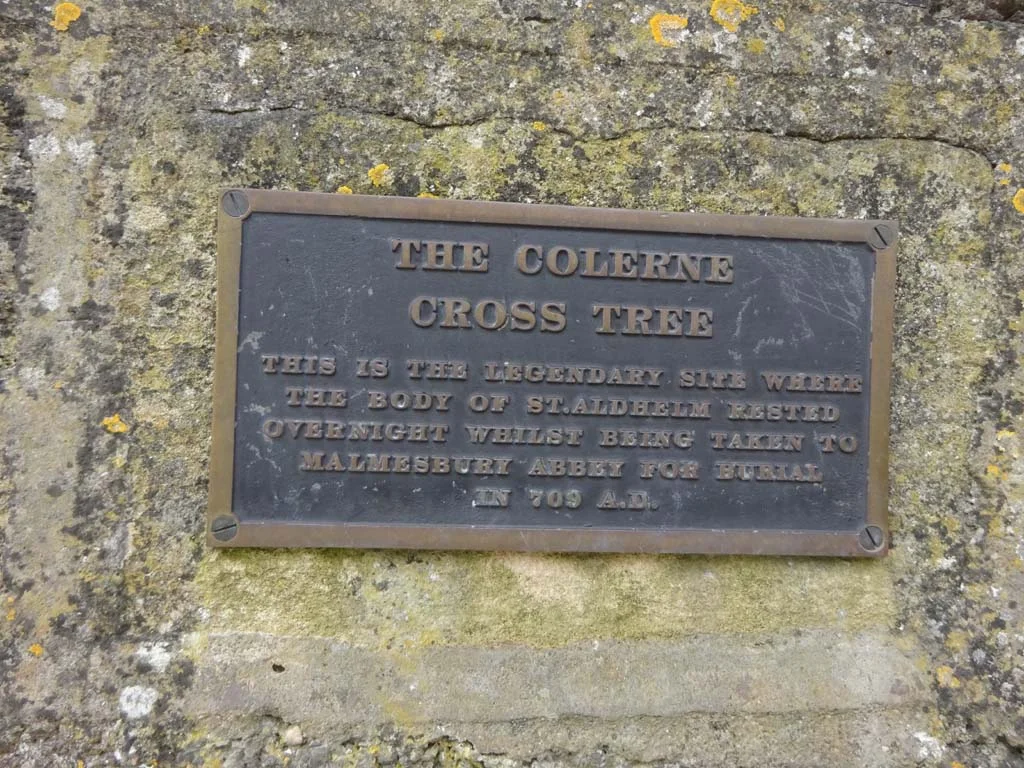 THE COLERNE
CROSS TREE
THIS IS THE LEGENDARY SITE WHERE
THE BODY OF ST.ALDHELM RESTED
OVERNIGHT WHILST BEING TAKEN TO
MALMESBURY ABBEY FOR BURIAL
IN 709 A.D.